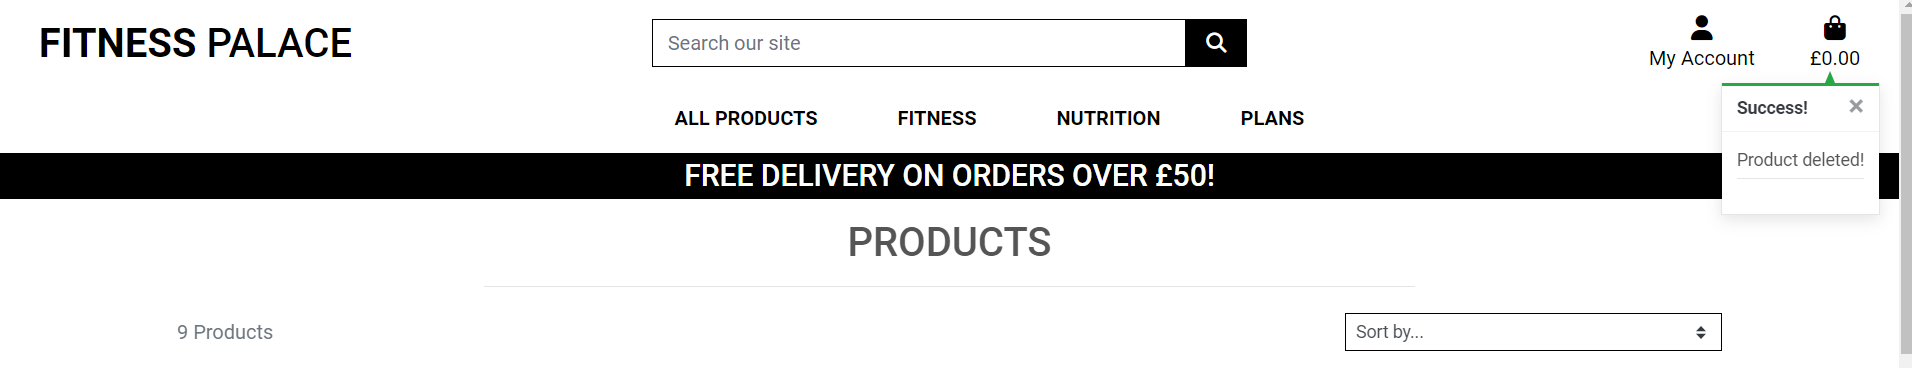 FITNESS PALACE
Search our site
My Account
£0.00
Success!
×
Product deleted!
ALL PRODUCTS
FITNESS
NUTRITION
PLANS
FREE DELIVERY ON ORDERS OVER £50!
PRODUCTS
9 Products
Sort by...